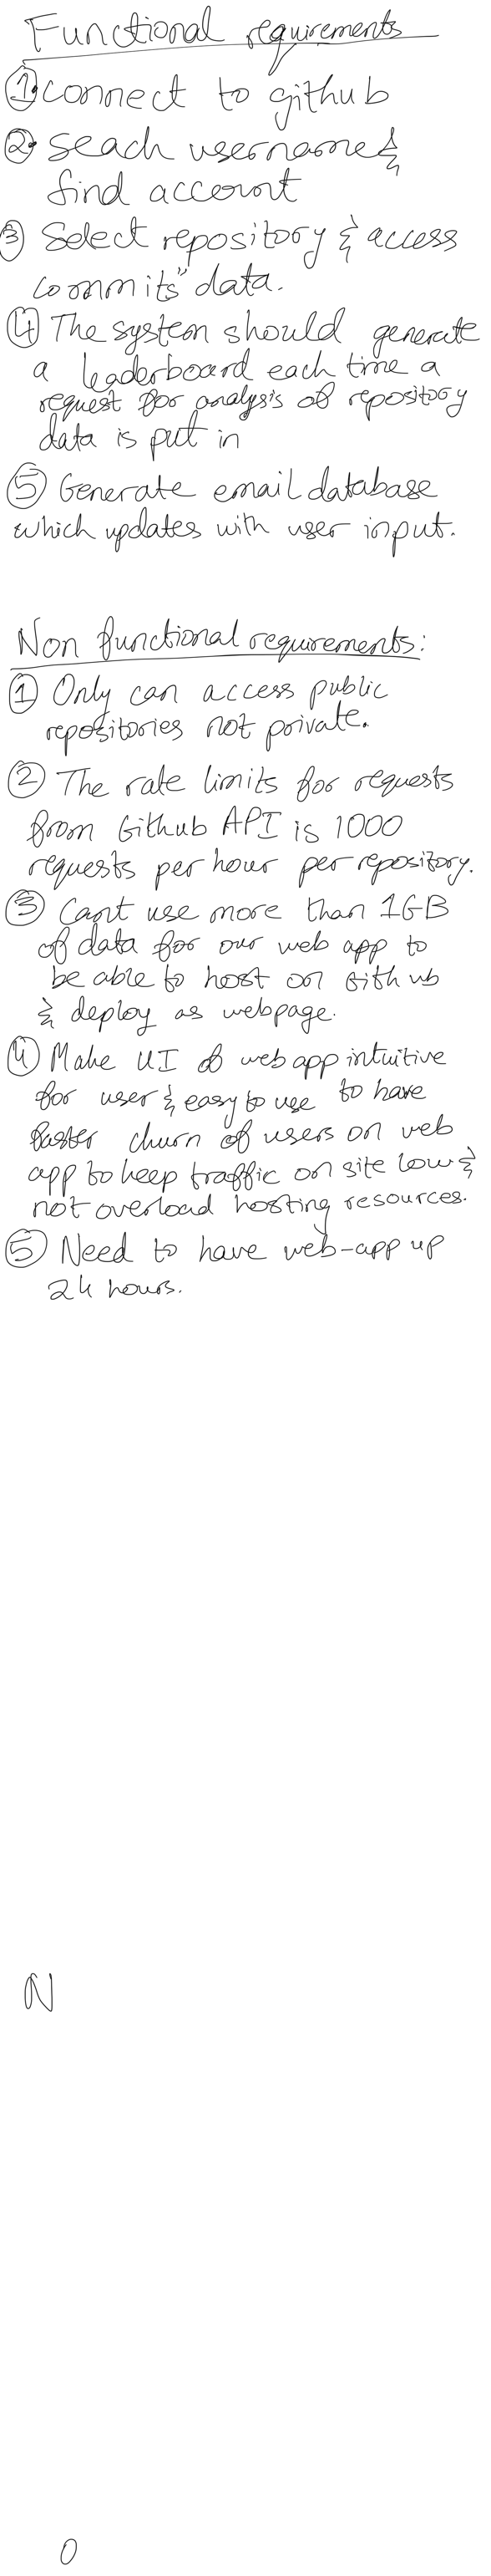 Functional requirements
① connect to github
② seach username &
find account
③ Select repository & access
commits" data.
④ The system should generate
a leaderboard each time a
request for analysis of repository
data is put in
⑤ Generate email database
which updates with user input.
Non functional requirements:
① Only can access public
repositories not private.
② The rate limits for requests
from Github API is 1000
requests per hour per repository.
③ Cant use more than 1GB
of data for our web app to
be able to host on Github
& deploy as webpage.
④ Make UI of web app intuitive
for user & easy to use to have
faster churn of users on web
app to keep traffic on site low &
not overload hosting resources.
⑤ Need to have web-app up
24 hours.
N
0